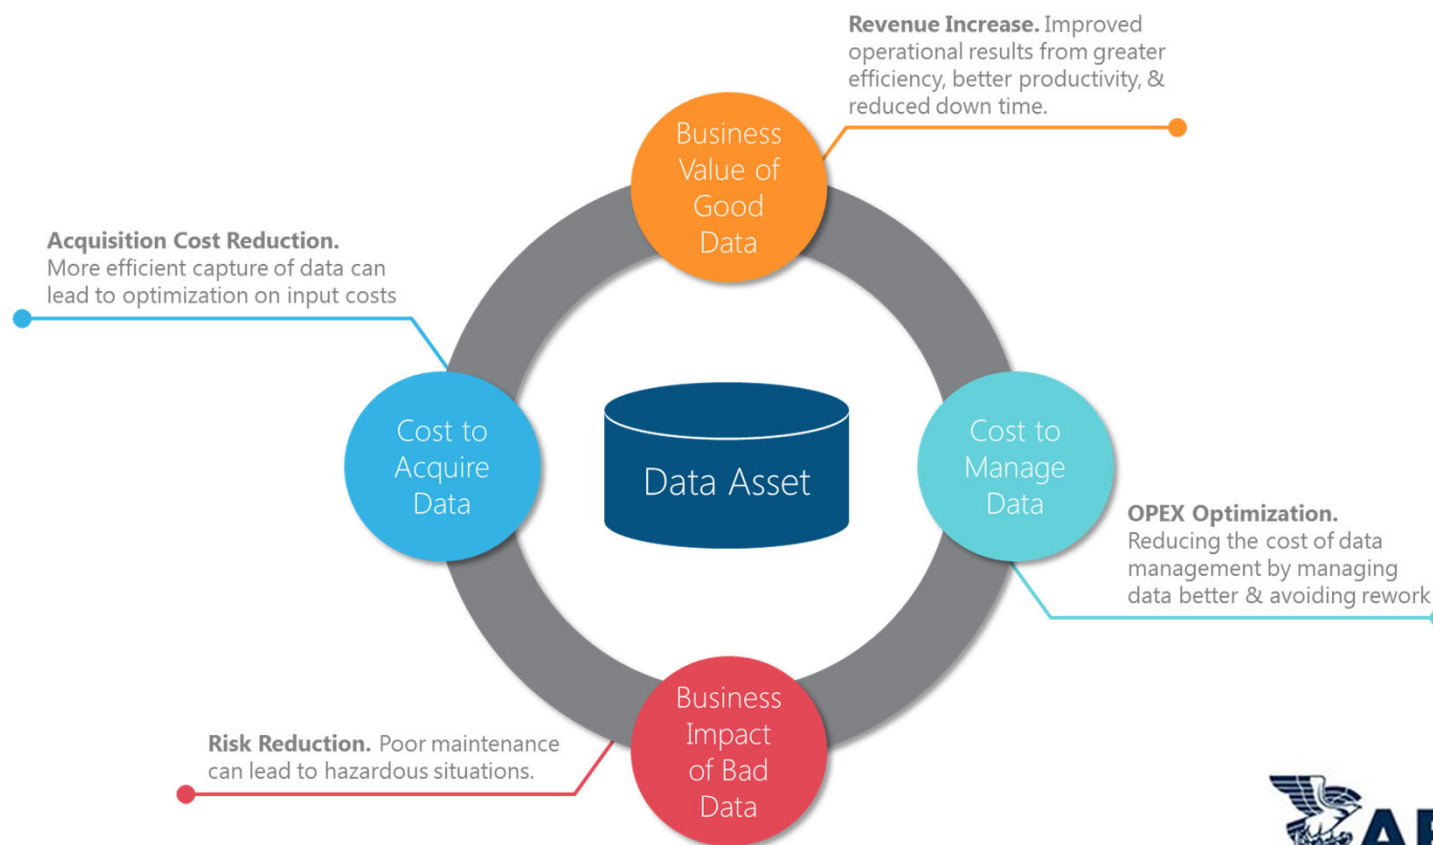 Revenue Increase. Improved
operational results from greater
efficiency, better productivity, &
reduced down time.
Business
Value of
Good
Data
Acquisition Cost Reduction.
More efficient capture of data can
lead to optimization on input costs
Cost to
Acquire
Data
Data Asset
Cost to
Manage
Data
OPEX Optimization.
Reducing the cost of data
management by managing
data better & avoiding rework
Business
Impact
of Bad
Data
Risk Reduction. Poor maintenance
can lead to hazardous situations.